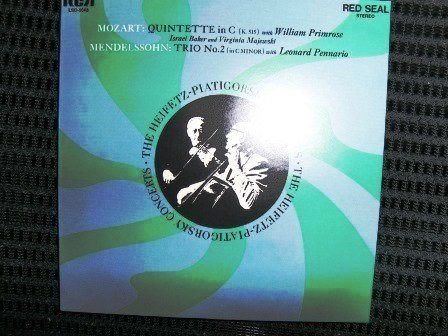 RCA
RED SEAL
STEREO
MOZART: QUINTETTE in C (K. 515) with William Primrose
Israel Baker and Virginia Majewski
MENDELSSOHN: TRIO No.2 (in C MINOR) with Leonard Pennario
THE HEIFETZ-PIATIGORSKY CONCERTS · THE HEIFETZ-PIATIGORSKY CONCERTS